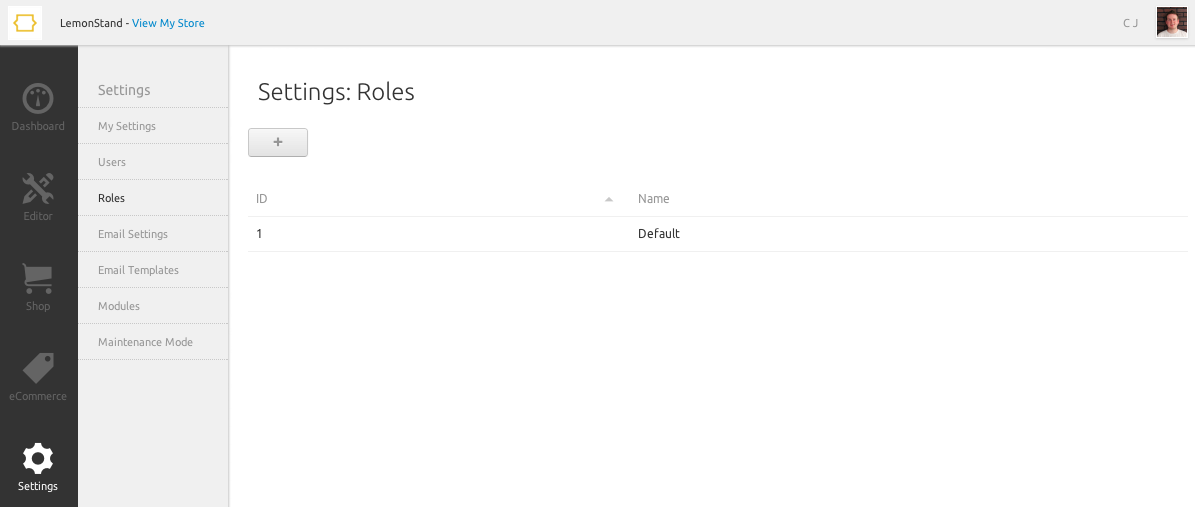 LemonStand - View My Store
C J
Dashboard
Editor
Shop
eCommerce
Settings
Settings
My Settings
Users
Roles
Email Settings
Email Templates
Modules
Maintenance Mode
Settings: Roles
+
ID Name
1 Default